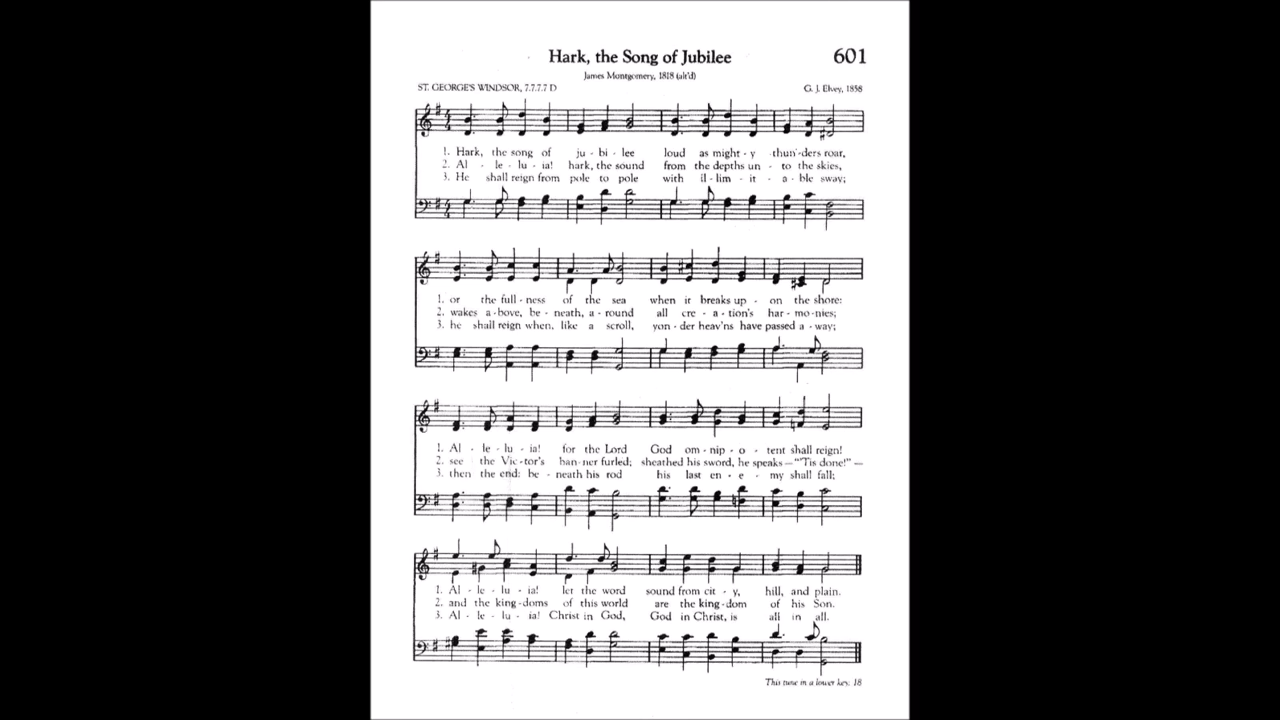 Hark, the Song of Jubilee 601
James Montgomery, 1818 (alt'd)
ST. GEORGE'S WINDSOR, 7.7.7.7 D G. J. Elvey, 1858
1. Hark, the song of ju - bi - lee loud as might - y thun - ders roar,
2. Al - le - lu - ia! hark, the sound from the depths un - to the skies,
3. He shall reign from pole to pole with il - lim - it - a - ble sway;
1. or the full - ness of the sea when it breaks up - on the shore:
2. wakes a - bove, be - neath, a - round all cre - a - tion's har - mo - nies;
3. he shall reign when, like a scroll, yon - der heav'ns have passed a - way;
1. Al - le - lu - ia! for the Lord God om - nip - o - tent shall reign!
2. see the Vic - tor's ban - ner furled; sheathed his sword, he speaks—"'Tis done!"—
3. then the end: be - neath his rod his last en - e - my shall fall;
1. Al - le - lu - ia! let the word sound from cit - y, hill, and plain.
2. and the king - doms of this world are the king - dom of his Son.
3. Al - le - lu - ia! Christ in God, God in Christ, is all in all.
This tune in a lower key: 18